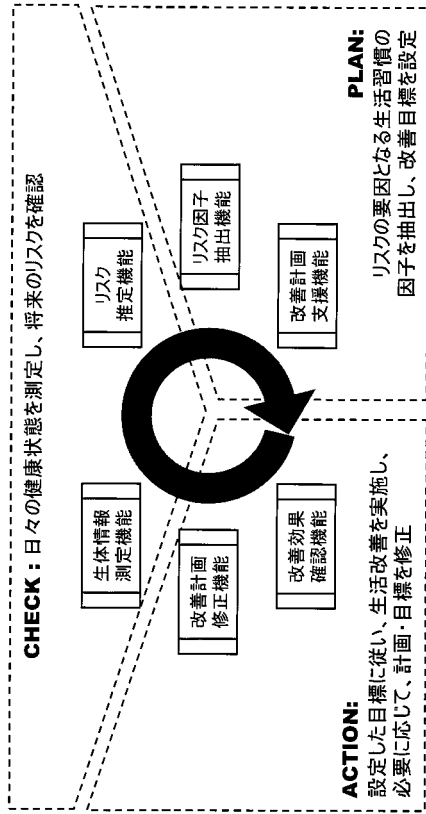 CHECK : 日々の健康状態を測定し、将来のリスクを確認
生体情報
測定機能
リスク
推定機能
リスク因子
抽出機能
改善計画
支援機能
改善効果
確認機能
改善計画
修正機能
PLAN:
リスクの要因となる生活習慣の
因子を抽出し、改善目標を設定
ACTION:
設定した目標に従い、生活改善を実施し、
必要に応じて、計画・目標を修正